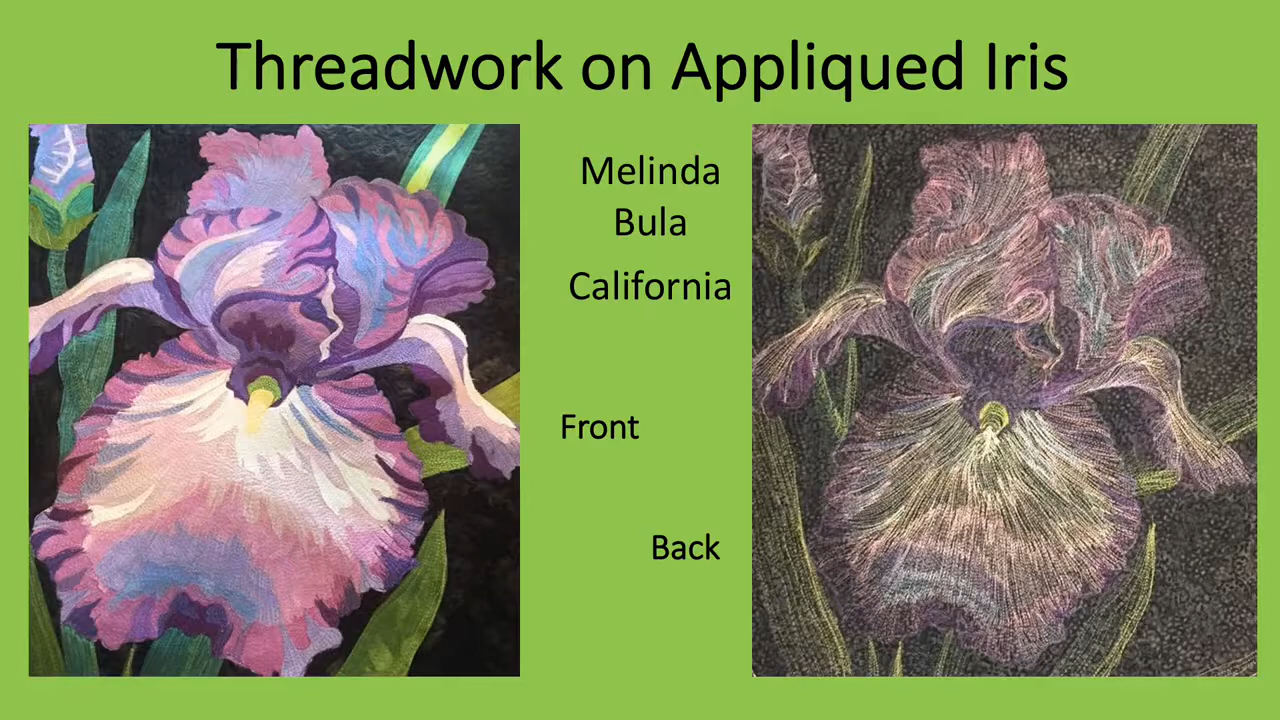 Threadwork on Appliqued Iris
Melinda
Bula
California
Front
Back